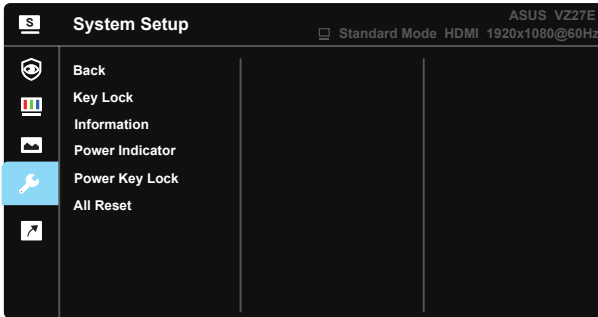 S
System Setup
ASUS VZ27E
Standard Mode HDMI 1920x1080@60Hz
Back
Key Lock
Information
Power Indicator
Power Key Lock
All Reset